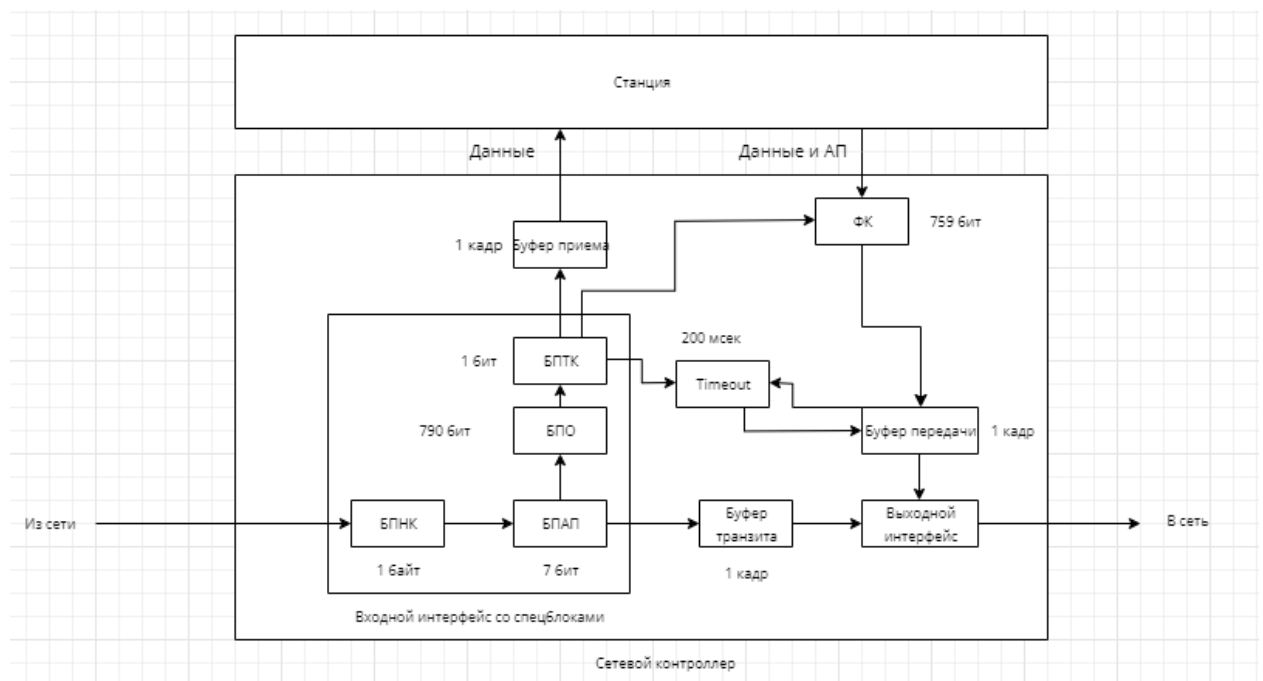 Станция
Данные
Данные и АП
ФК
759 бит
1 кадр
Буфер приема
200 мсек
1 бит
БПТК
Timeout
790 бит
БПО
Буфер передачи
1 кадр
Из сети
БПНК
БПАП
Буфер
транзита
Выходной
интерфейс
В сеть
1 байт
7 бит
1 кадр
Входной интерфейс со спецблоками
Сетевой контроллер